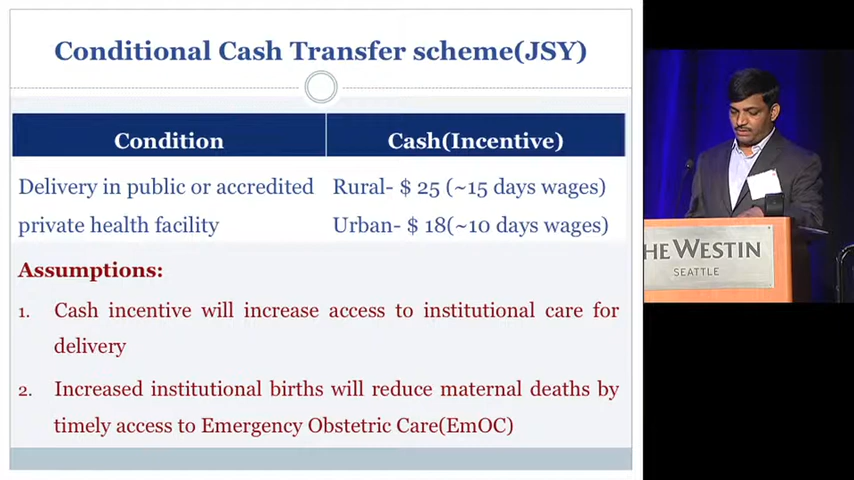 Conditional Cash Transfer scheme(JSY)
Condition
Cash(Incentive)
Delivery in public or accredited
private health facility
Rural- $ 25 (~15 days wages)
Urban- $ 18(~10 days wages)
Assumptions:
1. Cash incentive will increase access to institutional care for
delivery
2. Increased institutional births will reduce maternal deaths by
timely access to Emergency Obstetric Care(EmOC)
HE WESTIN
SEATTLE